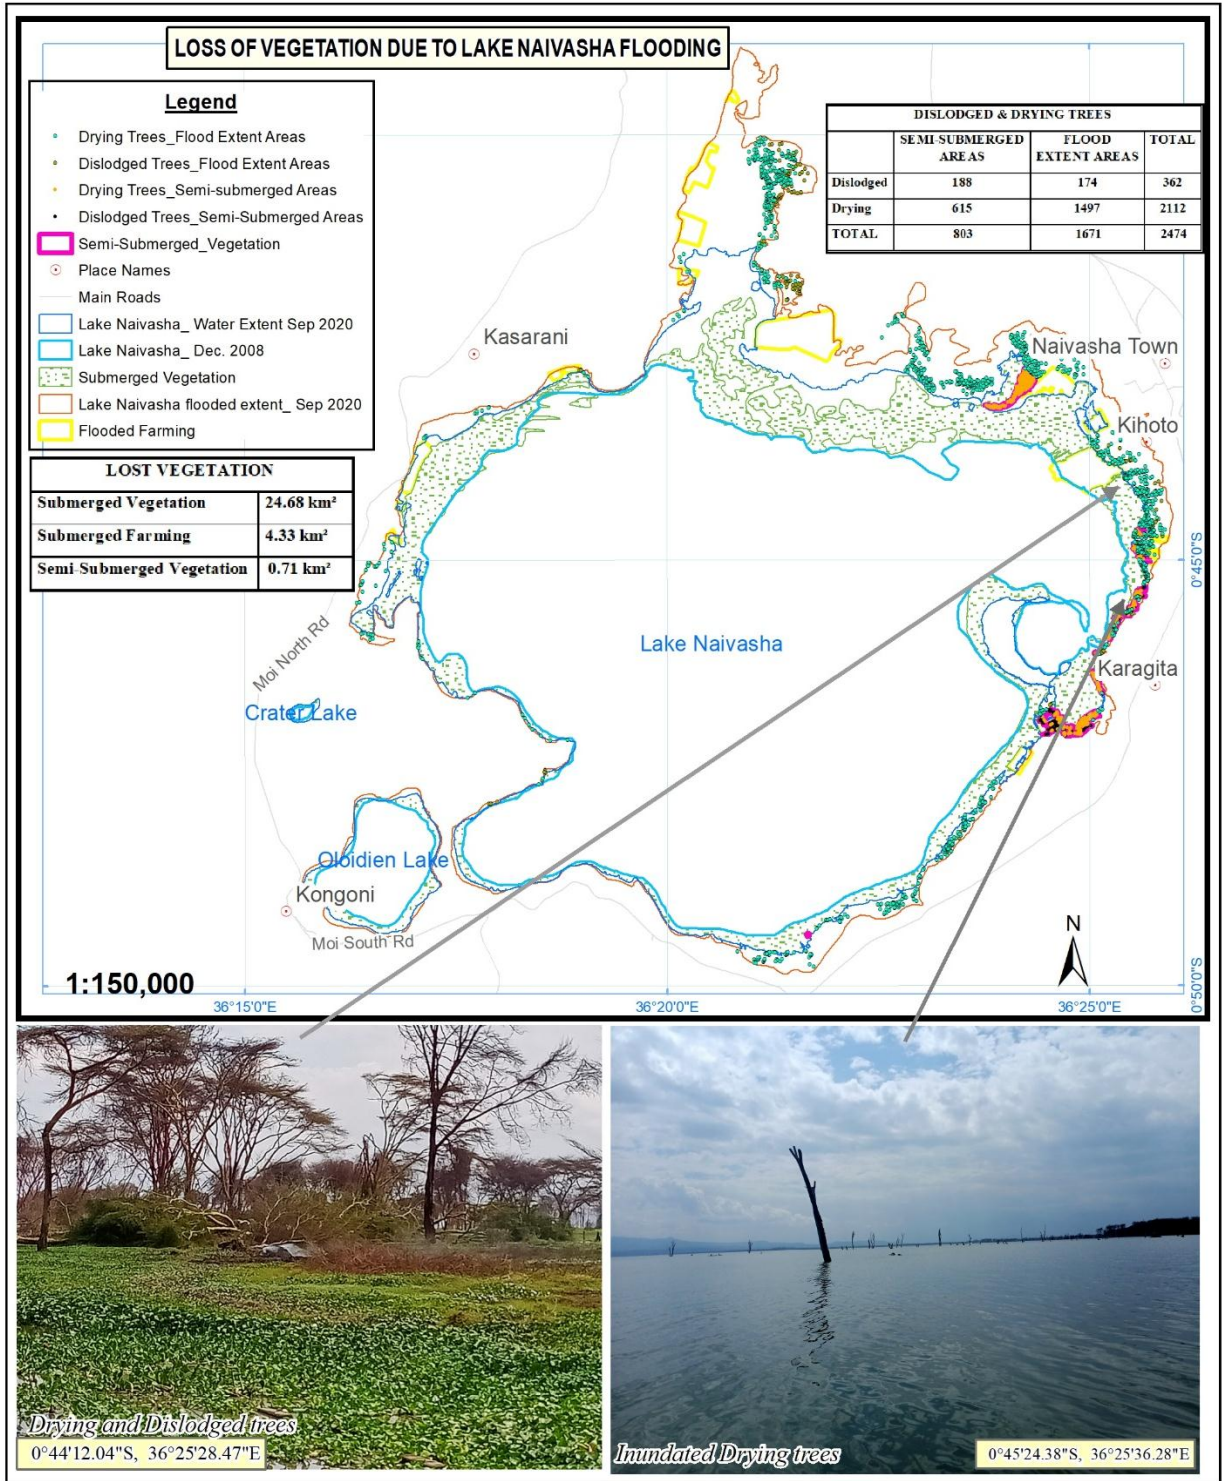 LOSS OF VEGETATION DUE TO LAKE NAIVASHA FLOODING
Legend
Drying Trees_Flood Extent Areas
Dislodged Trees_Flood Extent Areas
Drying Trees_Semi-submerged Areas
Dislodged Trees_Semi-Submerged Areas
Semi-Submerged_Vegetation
Place Names
Main Roads
Lake Naivasha_ Water Extent Sep 2020
Lake Naivasha_ Dec. 2008
Submerged Vegetation
Lake Naivasha flooded extent_ Sep 2020
Flooded Farming
DISLODGED & DRYING TREES
SEMI-SUBMERGED AREAS FLOOD EXTENT AREAS TOTAL
Dislodged 188 174 362
Drying 615 1497 2112
TOTAL 803 1671 2474
LOST VEGETATION
Submerged Vegetation 24.68 km²
Submerged Farming 4.33 km²
Semi-Submerged Vegetation 0.71 km²
Kasarani
Naivasha Town
Kihoto
0°45'0"S
Lake Naivasha
Moi North Rd
Karagita
Crater Lake
Oloidien Lake
Kongoni
Moi South Rd
N
1:150,000
0°50'0"S
36°15'0"E
36°20'0"E
36°25'0"E
Drying and Dislodged trees
0°44'12.04"S, 36°25'28.47"E
Inundated Drying trees
0°45'24.38"S, 36°25'36.28"E